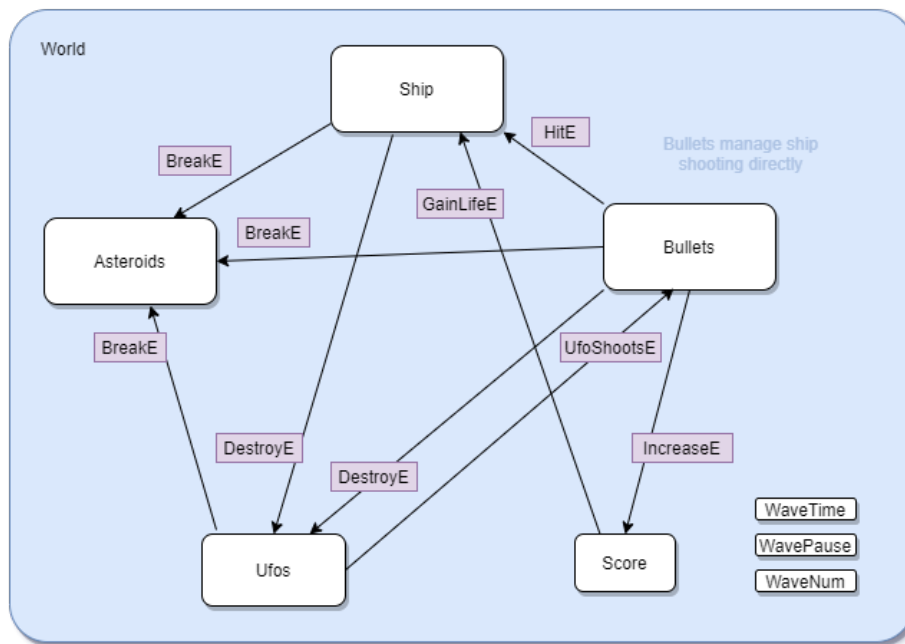 World
Ship
HitE
Bullets manage ship
shooting directly
BreakE
GainLifeE
BreakE
Asteroids
Bullets
BreakE
UfoShootsE
DestroyE
DestroyE
IncreaseE
WaveTime
WavePause
Ufos
Score
WaveNum